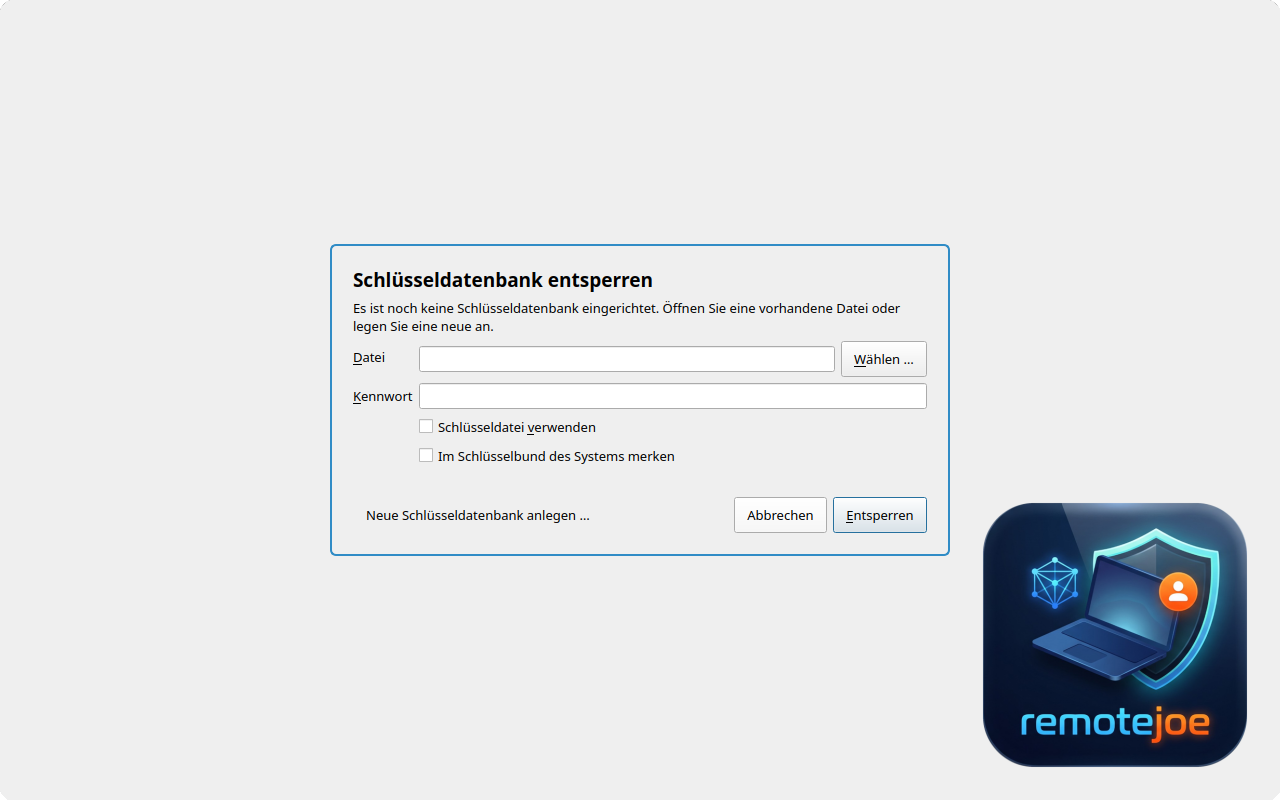 Schlüsseldatenbank entsperren
Es ist noch keine Schlüsseldatenbank eingerichtet. Öffnen Sie eine vorhandene Datei oder
legen Sie eine neue an.
Datei
Wählen ...
Kennwort
Schlüsseldatei verwenden
Im Schlüsselbund des Systems merken
Neue Schlüsseldatenbank anlegen ...
Abbrechen
Entsperren
remotejoe